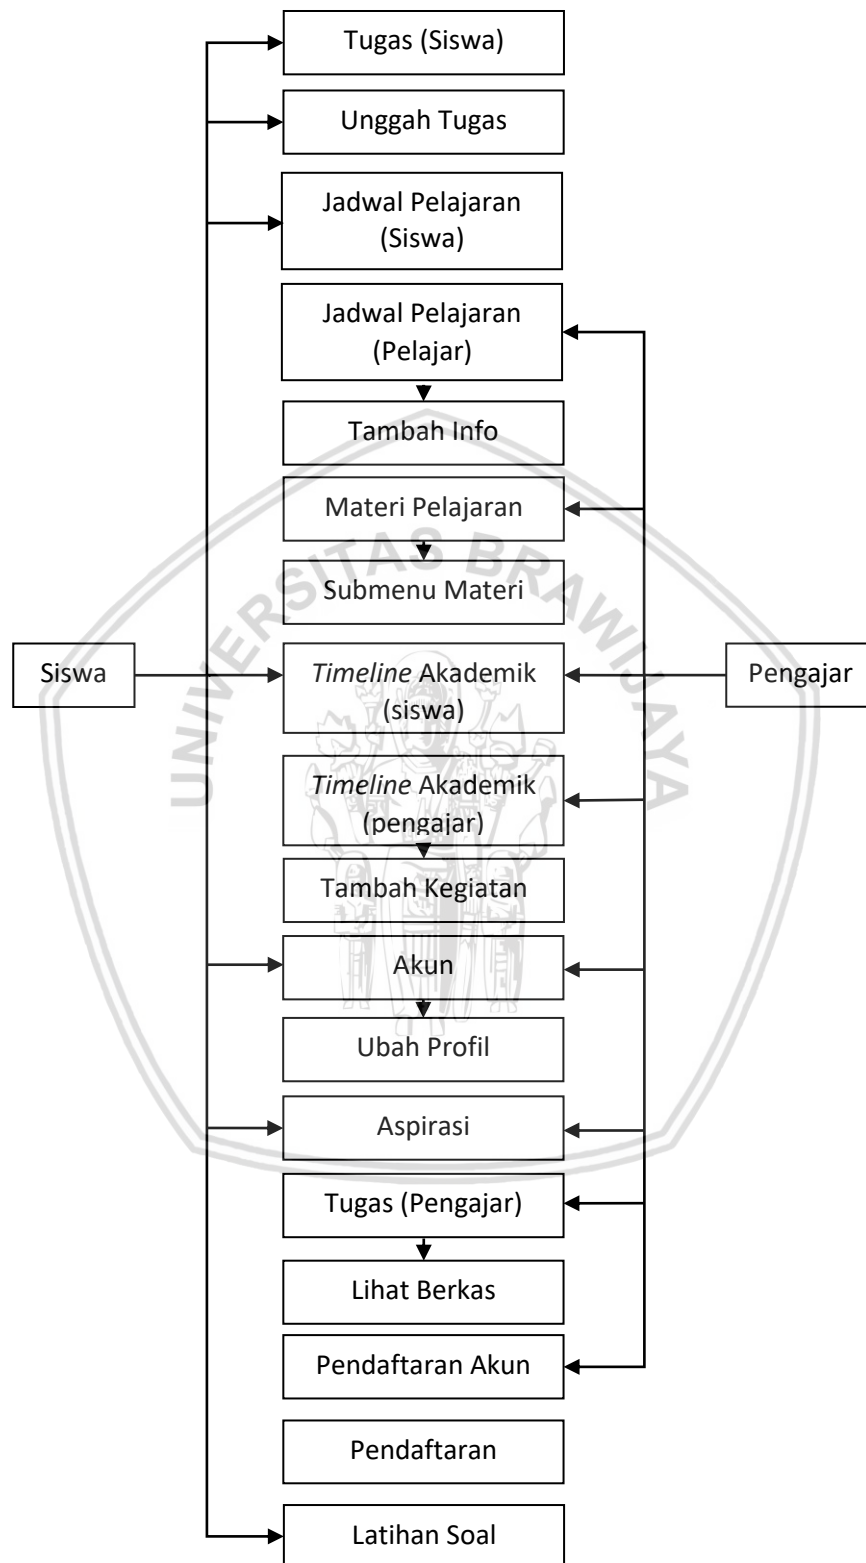 Tugas (Siswa)
Unggah Tugas
Jadwal Pelajaran
(Siswa)
Jadwal Pelajaran
(Pelajar)
Tambah Info
Materi Pelajaran
UNIVERSITAS BRAWIJAYA
Submenu Materi
Siswa
Timeline Akademik
(siswa)
Pengajar
Timeline Akademik
(pengajar)
Tambah Kegiatan
Akun
Ubah Profil
Aspirasi
Tugas (Pengajar)
Lihat Berkas
Pendaftaran Akun
Pendaftaran
Latihan Soal